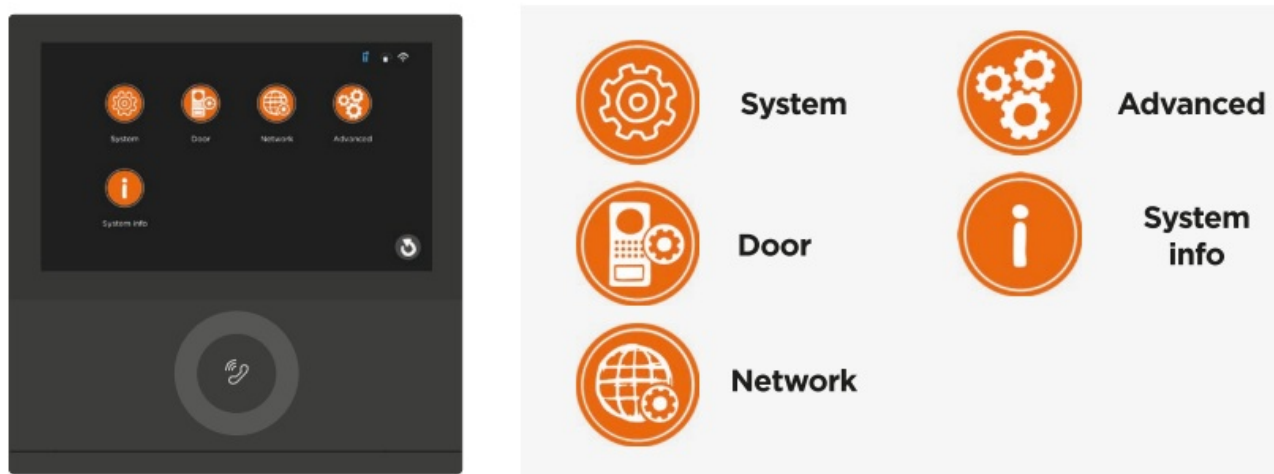 System
Door
Network
Advanced
System info
System
Advanced
Door
System
info
Network